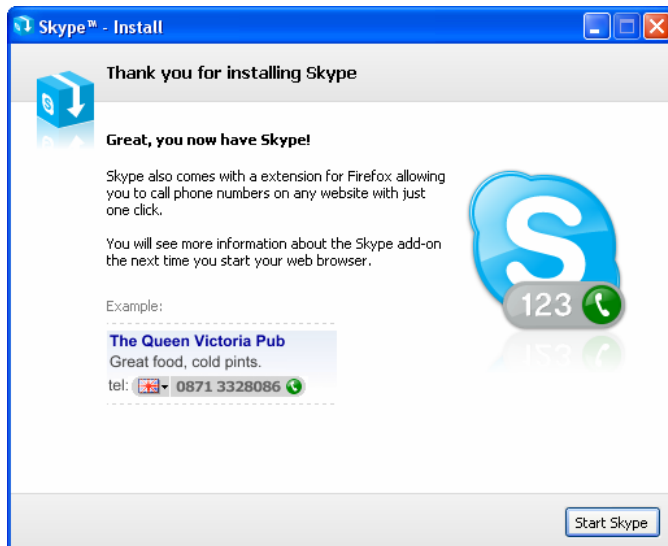 Skype™ - Install
Thank you for installing Skype
Great, you now have Skype!
Skype also comes with a extension for Firefox allowing
you to call phone numbers on any website with just
one click.
You will see more information about the Skype add-on
the next time you start your web browser.
S
123
Example:
The Queen Victoria Pub
Great food, cold pints.
tel: 0871 3328086
Start Skype